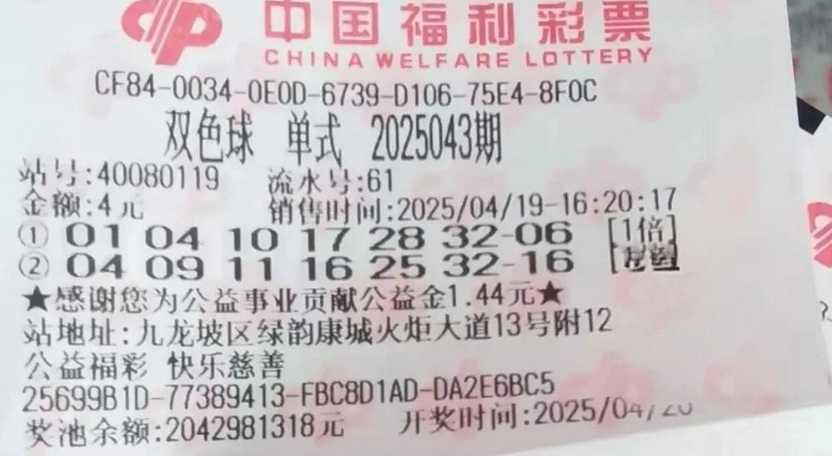 中国福利彩票
CHINA WELFARE LOTTERY
CF84-0034-0E0D-6739-D106-75E4-8F0C
双色球 单式 2025043期
站号:40080119 流水号:61
金额:4元 销售时间:2025/04/19-16:20:17
① 01 04 10 17 28 32-06 [1倍]
② 04 09 11 16 25 32-16
★感谢您为公益事业贡献公益金1.44元★
站地址:九龙坡区绿韵康城火炬大道13号附12
公益福彩 快乐慈善
25699B1D-77389413-FBC8D1AD-DA2E6BC5
奖池余额:2042981318元 开奖时间:2025/04/20